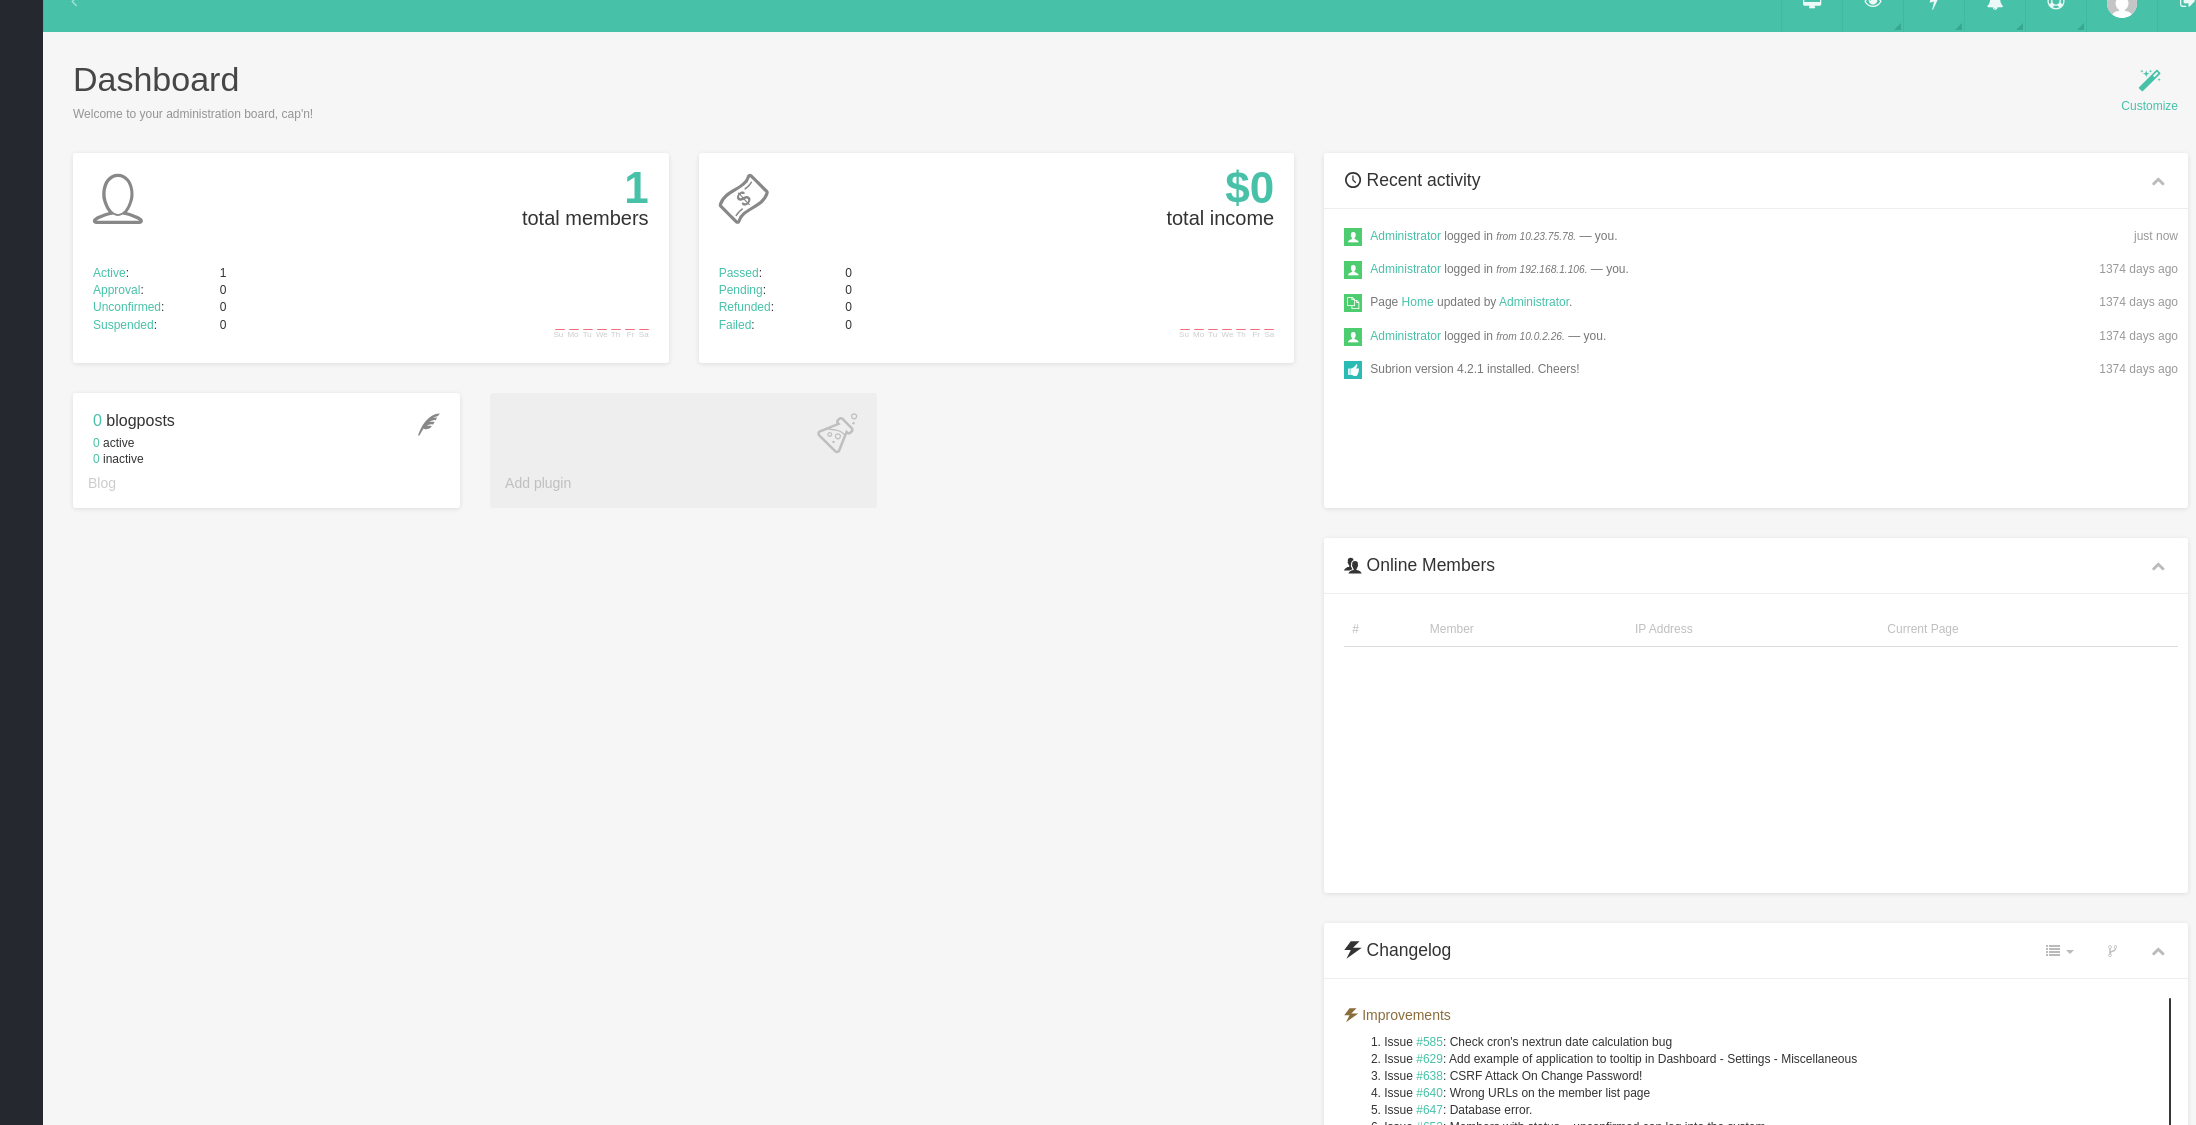 Dashboard
Welcome to your administration board, cap'n!
Customize
1
total members
Active: 1
Approval: 0
Unconfirmed: 0
Suspended: 0
Su Mo Tu We Th Fr Sa
$0
total income
Passed: 0
Pending: 0
Refunded: 0
Failed: 0
Su Mo Tu We Th Fr Sa
0 blogposts
0 active
0 inactive
Blog
Add plugin
Recent activity
Administrator logged in from 10.23.75.78. — you. just now
Administrator logged in from 192.168.1.106. — you. 1374 days ago
Page Home updated by Administrator. 1374 days ago
Administrator logged in from 10.0.2.26. — you. 1374 days ago
Subrion version 4.2.1 installed. Cheers! 1374 days ago
Online Members
# Member IP Address Current Page
Changelog
Improvements
1. Issue #585: Check cron's nextrun date calculation bug
2. Issue #629: Add example of application to tooltip in Dashboard - Settings - Miscellaneous
3. Issue #638: CSRF Attack On Change Password!
4. Issue #640: Wrong URLs on the member list page
5. Issue #647: Database error.